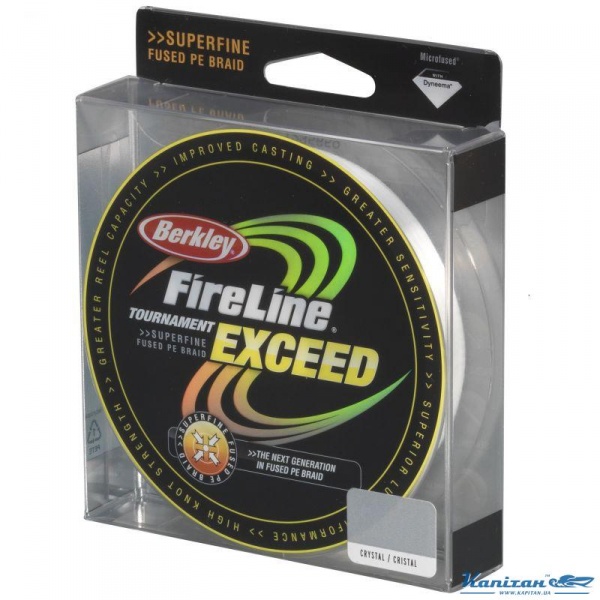 >>SUPERFINE
FUSED PE BRAID
Microfused®
WITH
Dyneema®
>> IMPROVED CASTING >> GREATER SENSITIVITY >> SUPERIOR
>> HIGH KNOT STRENGTH >> GREATER REEL CAPACITY
Berkley®
FireLine®
TOURNAMENT
EXCEED
>>SUPERFINE
FUSED PE BRAID
>>SUPERFINE FUSED PE BRAID
>>THE NEXT GENERATION
IN FUSED PE BRAID
CRYSTAL / CRISTAL
Капітан™
WWW.KAPITAN.UA